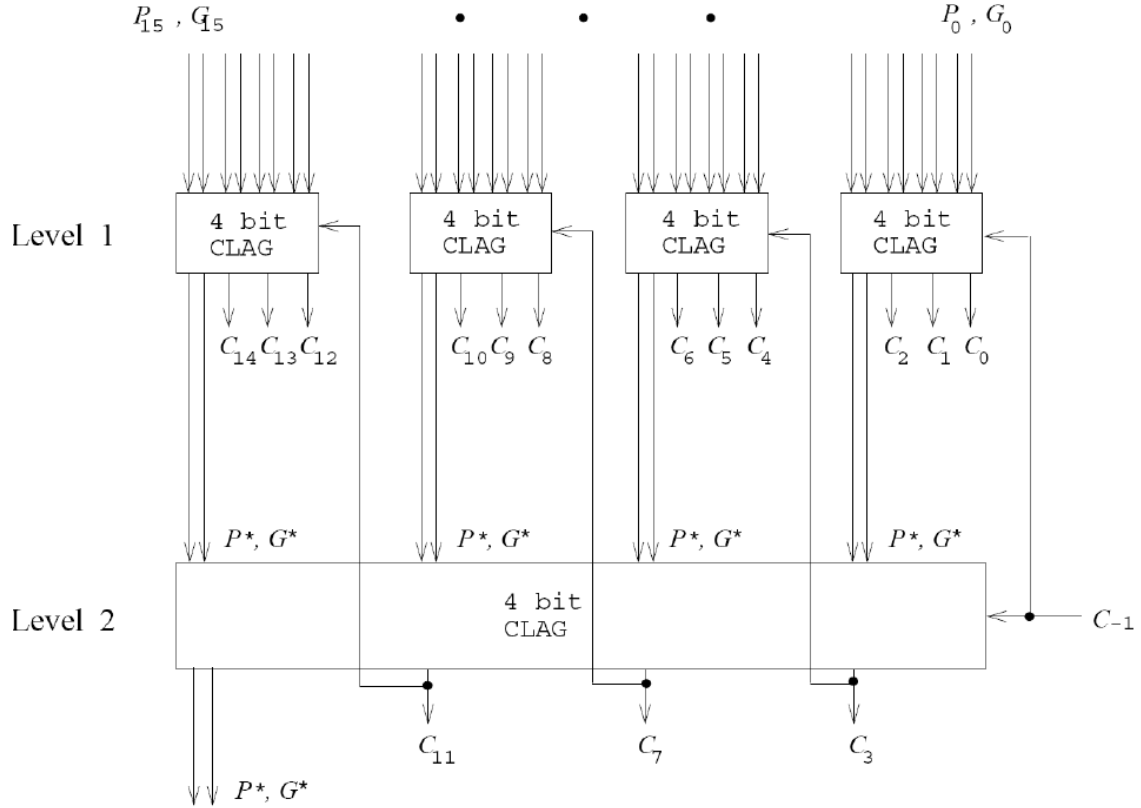 P15 , G15 • • • P0 , G0
Level 1
4 bit CLAG
4 bit CLAG
4 bit CLAG
4 bit CLAG
C14 C13 C12 C10 C9 C8 C6 C5 C4 C2 C1 C0
P*, G* P*, G* P*, G* P*, G*
Level 2
4 bit CLAG
C-1
C11 C7 C3
P*, G*